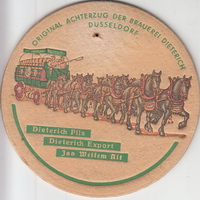 ORIGINAL ACHTERZUG DER BRAUEREI DIETERICH
DÜSSELDORF
Dieterich Pils
Dieterich Export
Jan Willem Alt